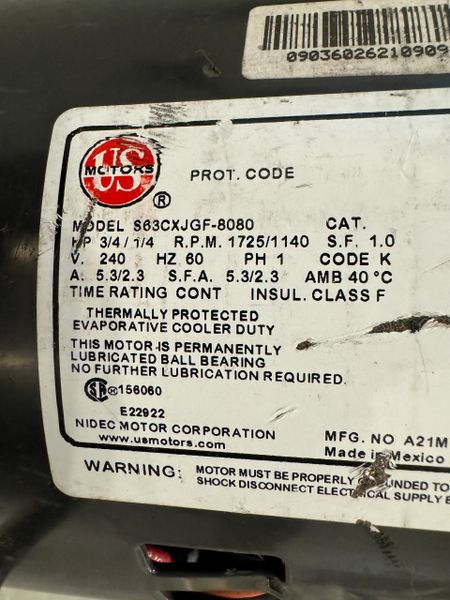 09036026210909
US
MOTORS
®
PROT. CODE
MODEL S63CXJGF-8080 CAT.
HP 3/4 / 1/4 R.P.M. 1725/1140 S.F. 1.0
V. 240 HZ 60 PH 1 CODE K
A. 5.3/2.3 S.F.A. 5.3/2.3 AMB 40 °C
TIME RATING CONT INSUL. CLASS F
THERMALLY PROTECTED
EVAPORATIVE COOLER DUTY
THIS MOTOR IS PERMANENTLY
LUBRICATED BALL BEARING
NO FURTHER LUBRICATION REQUIRED.
SA ® 156060
E22922
NIDEC MOTOR CORPORATION
www.usmotors.com
MFG. NO A21M
Made in Mexico
WARNING: MOTOR MUST BE PROPERLY TO
SHOCK DISCONNECT ELECTRICAL SUPPLY